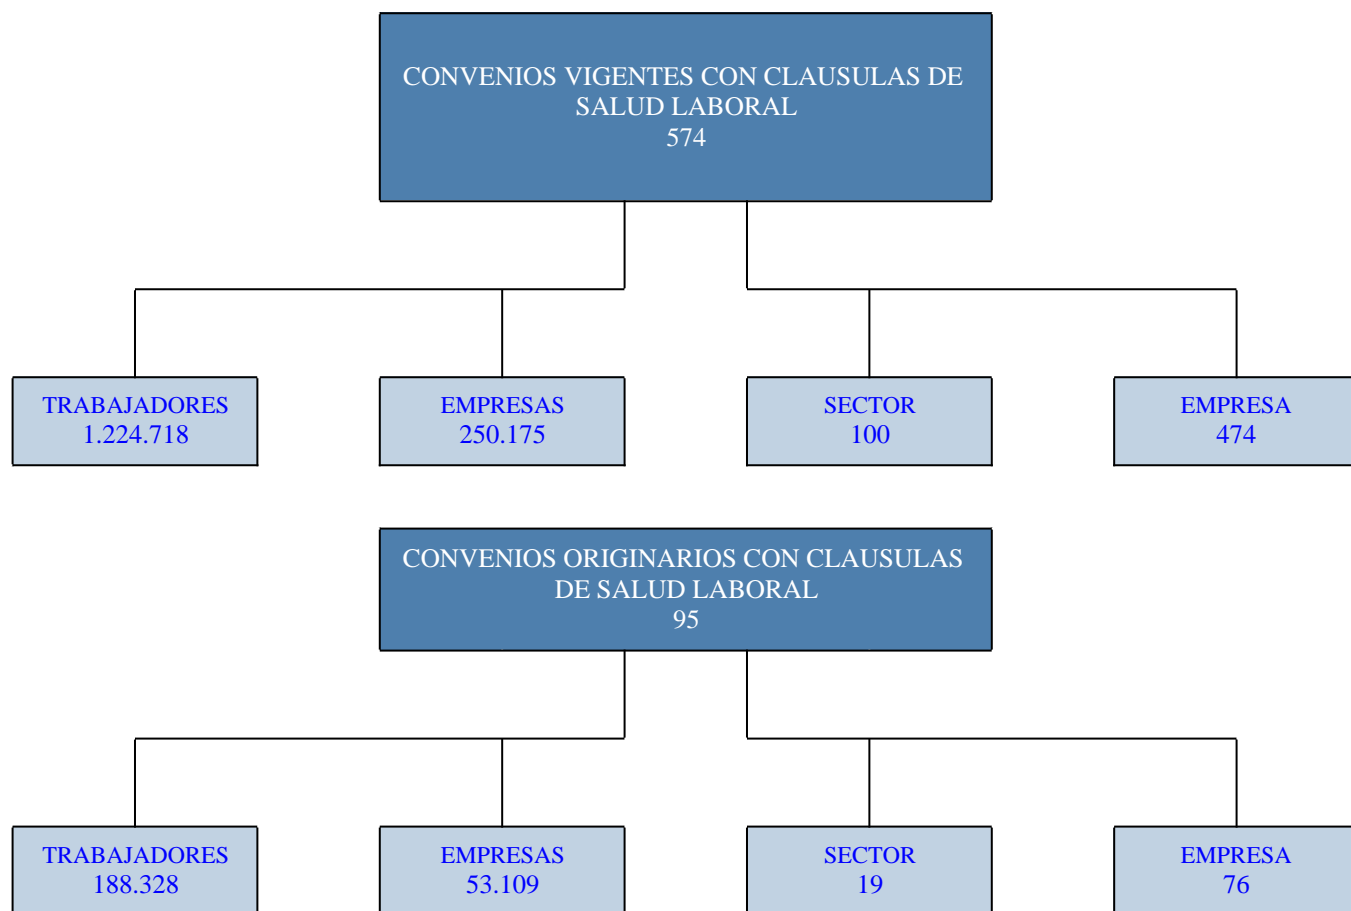 CONVENIOS VIGENTES CON CLAUSULAS DE
SALUD LABORAL
574
TRABAJADORES
1.224.718
EMPRESAS
250.175
SECTOR
100
EMPRESA
474
CONVENIOS ORIGINARIOS CON CLAUSULAS
DE SALUD LABORAL
95
TRABAJADORES
188.328
EMPRESAS
53.109
SECTOR
19
EMPRESA
76